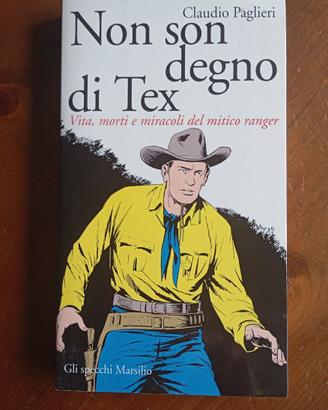 Claudio Paglieri
Non son
degno
di Tex
Vita, morti e miracoli del mitico ranger
Gli specchi Marsilio